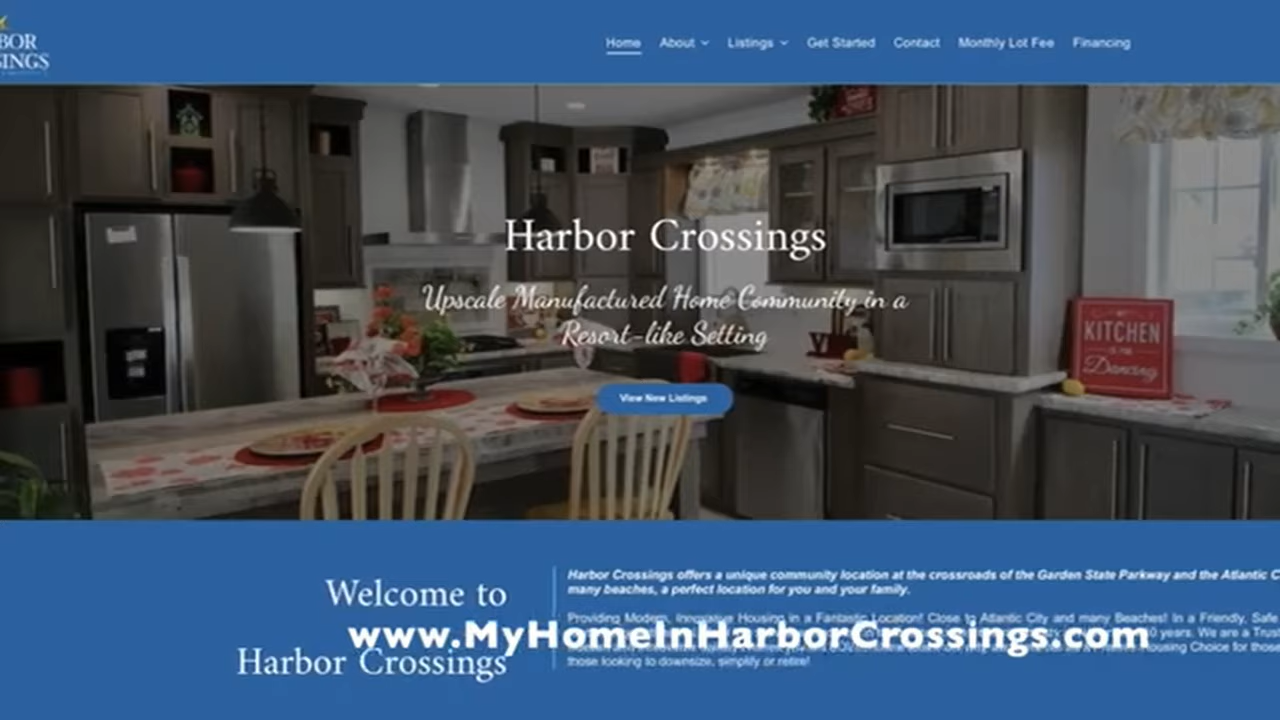 BOR
SINGS
Home About Listings Get Started Contact Monthly Lot Fee Financing
Harbor Crossings
Upscale Manufactured Home Community in a
Resort-like Setting
View New Listings
KITCHEN
Dancing
Welcome to
Harbor Crossings
Harbor Crossings offers a unique community location at the crossroads of the Garden State Parkway and the Atlantic C
many beaches, a perfect location for you and your family.
Providing Modern, Innovative Housing in a Fantastic Location! Close to Atlantic City and many Beaches! In a Friendly, Safe
www.MyHomeInHarborCrossings.com
0 years. We are a Trus
Housing Choice for those
those looking to downsize, simplify or retire!